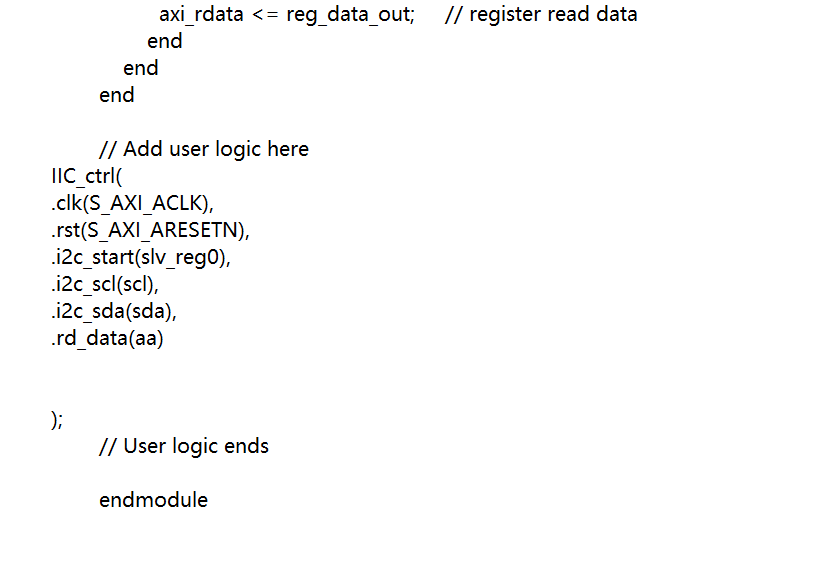 axi_rdata <= reg_data_out;     // register read data
end
end
end
// Add user logic here
IIC_ctrl(
.clk(S_AXI_ACLK),
.rst(S_AXI_ARESETN),
.i2c_start(slv_reg0),
.i2c_scl(scl),
.i2c_sda(sda),
.rd_data(aa)
);
// User logic ends
endmodule